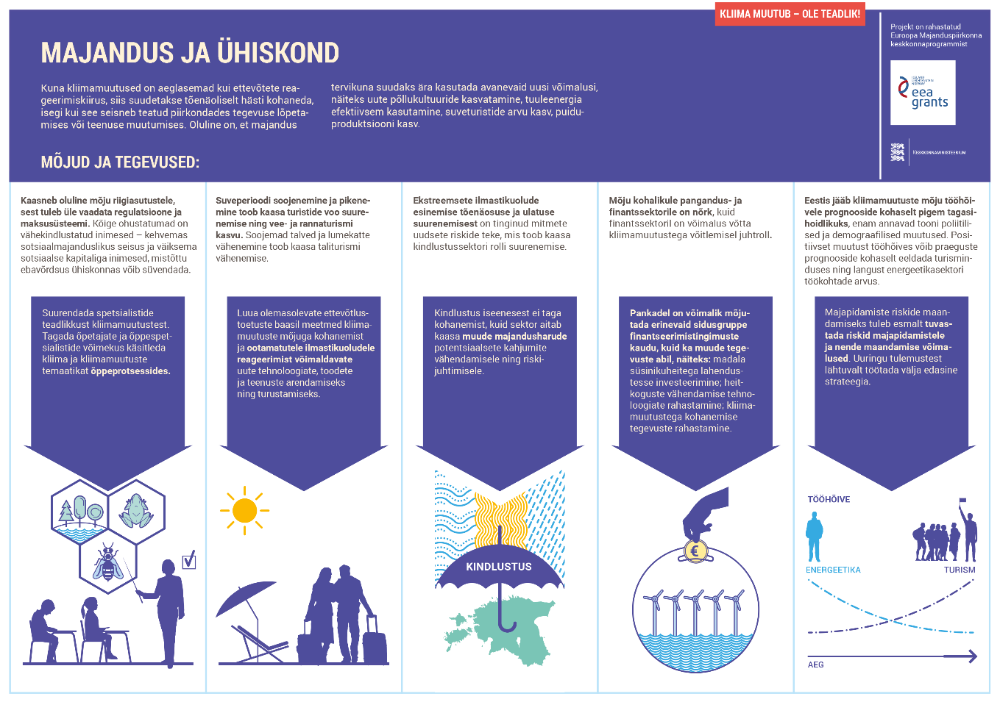 KLIIMA MUUTUB – OLE TEADLIK!
Projekt on rahastatud
Euroopa Majanduspiirkonna
keskkonnaprogrammist
ICELAND
LIECHTENSTEIN
NORWAY
eea
grants
KESKKONNAMINISTEERIUM
MAJANDUS JA ÜHISKOND
Kuna kliimamuutused on aeglasemad kui ettevõtete rea-
geerimiskiirus, siis suudetakse tõenäoliselt hästi kohaneda,
isegi kui see seisneb teatud piirkondades tegevuse lõpeta-
mises või teenuse muutumises. Oluline on, et majandus
tervikuna suudaks ära kasutada avanevaid uusi võimalusi,
näiteks uute põllukultuuride kasvatamine, tuuleenergia
efektiivsem kasutamine, suveturistide arvu kasv, puidu-
produktsiooni kasv.
MÕJUD JA TEGEVUSED:
Kaasneb oluline mõju riigiasutustele,
sest tuleb üle vaadata regulatsioone ja
maksusüsteemi. Kõige ohustatumad on
vähekindlustatud inimesed – kehvemas
sotsiaalmajanduslikus seisus ja väiksema
sotsiaalse kapitaliga inimesed, mistõttu
ebavõrdsus ühiskonnas võib süvendada.
Suurendada spetsialistide
teadlikkust kliimamuutustest.
Tagada õpetajate ja õppespet-
sialistide võimekus käsitleda
kliima ja kliimamuutuste
temaatikat õppeprotsessides.
Suveperioodi soojenemine ja pikene-
mine toob kaasa turistide voo suure-
nemise ning vee- ja rannaturismi
kasvu. Soojemad talved ja lumekatte
vähenemine toob kaasa taliturismi
vähenemise.
Luua olemasolevate ettevõtlus-
toetuste baasil meetmed kliima-
muutuste mõjuga kohanemist
ja ootamatutele ilmastikuoludele
reageerimist võimaldavate
uute tehnoloogiate, toodete
ja teenuste arendamiseks
ning turustamiseks.
Ekstreemsete ilmastikuolude
esinemise tõenäosuse ja ulatuse
suurenemisest on tinginud mitmete
uudsete riskide teke, mis toob kaasa
kindlustussektori rolli suurenemise.
Kindlustus iseenesest ei taga
kohanemist, kuid sektor aitab
kaasa muude majandusharude
potentsiaalsete kahjumite
vähendamisele ning riski-
juhtimisele.
KINDLUSTUS
Mõju kohalikule pangandus- ja
finantssektorile on nõrk, kuid
finantssektoril on võimalus võtta
kliimamuutustega võitlemisel juhtroll.
Pankadel on võimalik mõju-
tada erinevaid sidusgruppe
finantseerimistingimuste
kaudu, kuid ka muude tege-
vuste abil, näiteks: madala
süsinikuheitega lahendus-
tesse investeerimine; heit-
koguste vähendamise tehno-
loogiate rahastamine; kliima-
muutustega kohanemise
tegevuste rahastamine.
€
Eestis jääb kliimamuutuste mõju tööhõi-
vele prognooside kohaselt pigem tagasi-
hoidlikuks, enam annavad tooni poliitili-
sed ja demograafilised muutused. Posi-
tiivset muutust tööhõives võib praeguste
prognooside kohaselt eeldada turismin-
duses ning langust energeetikasektori
töökohtade arvus.
Majapidamiste riskide maan-
damiseks tuleb esmalt tuvas-
tada riskid majapidamistele
ja nende maandamise võima-
lused. Uuringu tulemustest
lähtuvalt töötada välja edasine
strateegia.
TÖÖHÕIVE
ENERGEETIKA
TURISM
AEG